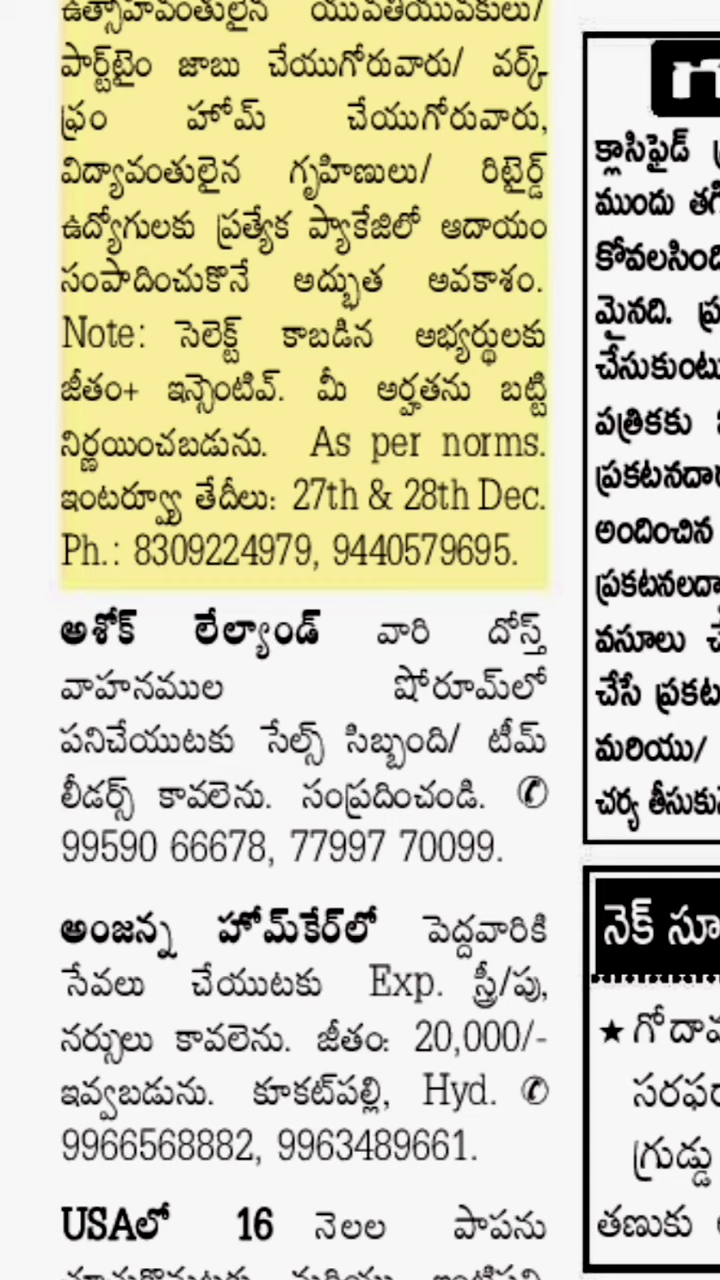 ఉత్సాహవంతులైన యువతీయువకులు/
పార్ట్‌టైం జాబు చేయుగోరువారు/ వర్క్
ఫ్రం హోమ్ చేయుగోరువారు,
విద్యావంతులైన గృహిణులు/ రిటైర్డ్
ఉద్యోగులకు ప్రత్యేక ప్యాకేజిలో ఆదాయం
సంపాదించుకొనే అద్భుత అవకాశం.
Note: సెలెక్ట్ కాబడిన అభ్యర్థులకు
జీతం+ ఇన్సెంటివ్. మీ అర్హతను బట్టి
నిర్ణయించబడును. As per norms.
ఇంటర్వ్యూ తేదీలు: 27th & 28th Dec.
Ph.: 8309224979, 9440579695.
అశోక్ లేల్యాండ్ వారి దోస్త్
వాహనముల షోరూమ్‌లో
పనిచేయుటకు సేల్స్ సిబ్బంది/ టీమ్
లీడర్స్ కావలెను. సంప్రదించండి. ✆
99590 66678, 77997 70099.
అంజన్న హోమ్‌కేర్‌లో పెద్దవారికి
సేవలు చేయుటకు Exp. స్త్రీ/పు,
నర్సులు కావలెను. జీతం: 20,000/-
ఇవ్వబడును. కూకట్‌పల్లి, Hyd. ✆
9966568882, 9963489661.
USAలో 16 నెలల పాపను
క్లాసిఫైడ్
ముందు
కోవలసింది
మైనది.
చేసుకుంటు
పత్రికకు
ప్రకటనదార
అందించిన
ప్రకటనలదా
వసూలు
చేసే ప్రకట
మరియు/
చర్య తీసుకు
నెక్ సూ
★ గోదావ
సరఫర
గ్రుడ్డు
తణుకు